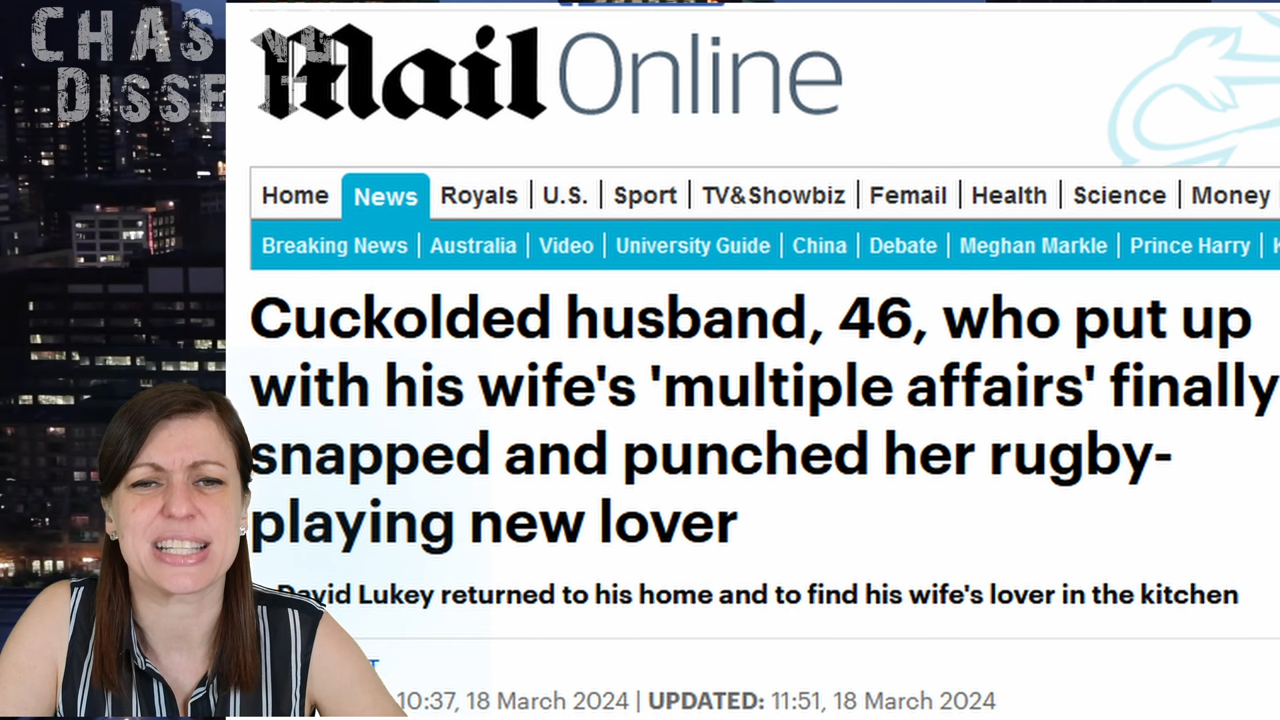 CHAS
DISSE
Mail Online
Home News Royals U.S. Sport TV&Showbiz Femail Health Science Money
Breaking News Australia Video University Guide China Debate Meghan Markle Prince Harry
Cuckolded husband, 46, who put up
with his wife's 'multiple affairs' finally
snapped and punched her rugby-
playing new lover
David Lukey returned to his home and to find his wife's lover in the kitchen
10:37, 18 March 2024 | UPDATED: 11:51, 18 March 2024